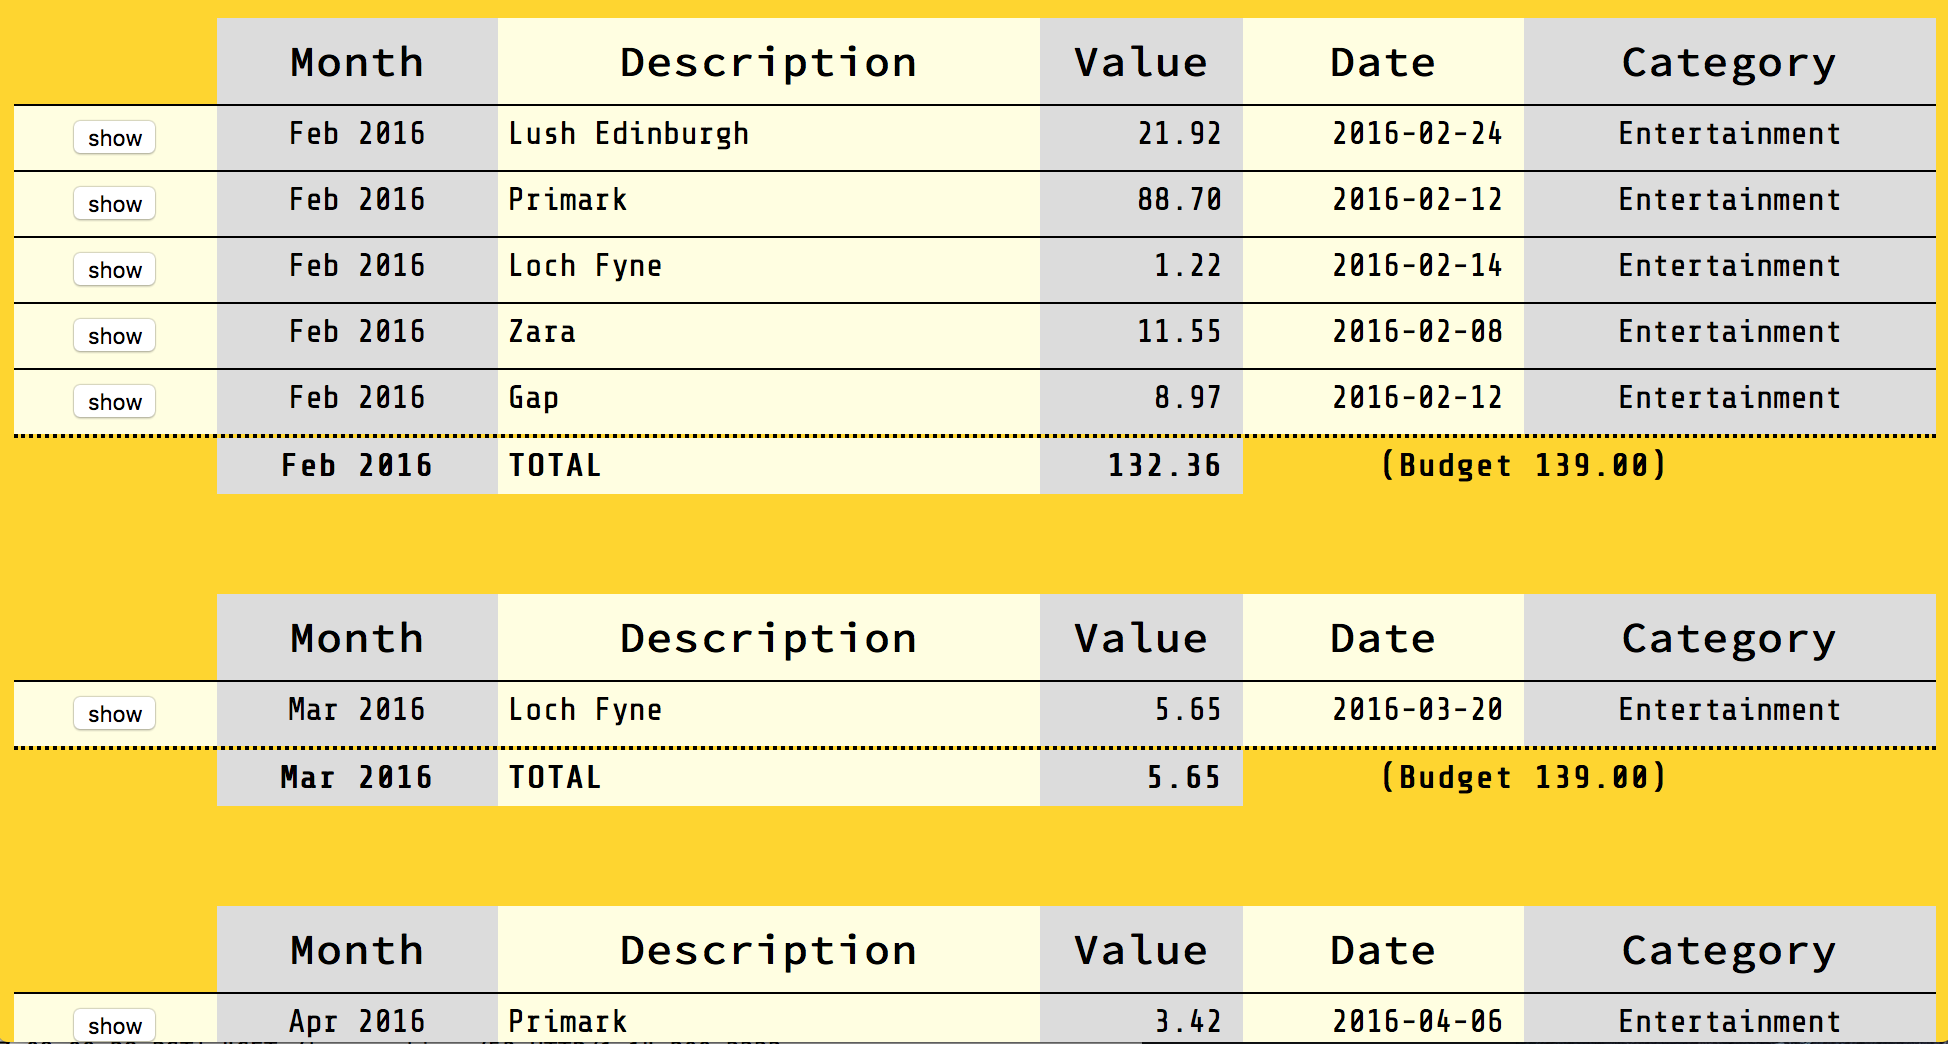 Month Description Value Date Category
show Feb 2016 Lush Edinburgh 21.92 2016-02-24 Entertainment
show Feb 2016 Primark 88.70 2016-02-12 Entertainment
show Feb 2016 Loch Fyne 1.22 2016-02-14 Entertainment
show Feb 2016 Zara 11.55 2016-02-08 Entertainment
show Feb 2016 Gap 8.97 2016-02-12 Entertainment
Feb 2016 TOTAL 132.36 (Budget 139.00)
Month Description Value Date Category
show Mar 2016 Loch Fyne 5.65 2016-03-20 Entertainment
Mar 2016 TOTAL 5.65 (Budget 139.00)
Month Description Value Date Category
show Apr 2016 Primark 3.42 2016-04-06 Entertainment